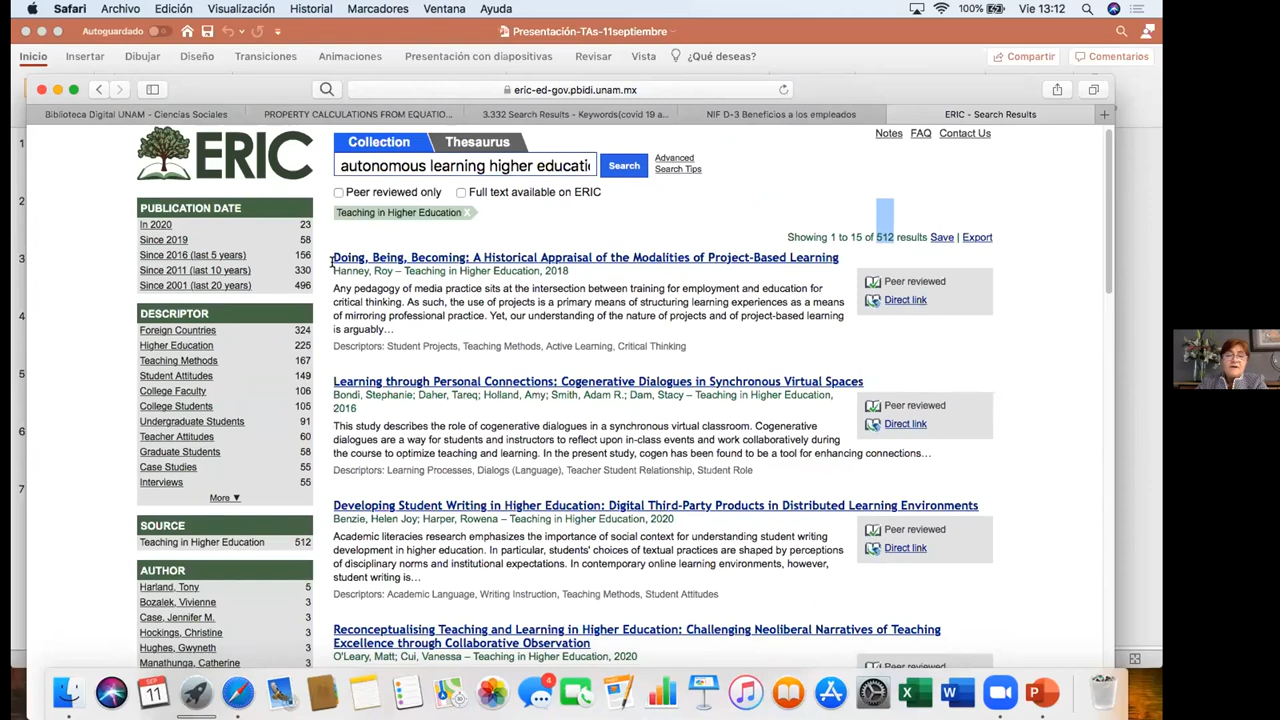 Safari Archivo Edición Visualización Historial Marcadores Ventana Ayuda 100% Vie 13:12
Autoguardado Presentación-TAs-11septiembre
Inicio Insertar Dibujar Diseño Transiciones Animaciones Presentación con diapositivas Revisar Vista ¿Qué deseas? Compartir Comentarios
eric-ed-gov.pbidi.unam.mx
Biblioteca Digital UNAM - Ciencias Sociales PROPERTY CALCULATIONS FROM EQUATIO... 3.332 Search Results - Keywords(covid 19 a... NIF D-3 Beneficios a los empleados ERIC - Search Results
ERIC
Collection Thesaurus
Notes FAQ Contact Us
autonomous learning higher educati
Search
Advanced
Search Tips
Peer reviewed only Full text available on ERIC
Teaching in Higher Education X
Showing 1 to 15 of 512 results Save | Export
PUBLICATION DATE
In 2020 23
Since 2019 58
Since 2016 (last 5 years) 156
Since 2011 (last 10 years) 330
Since 2001 (last 20 years) 496
DESCRIPTOR
Foreign Countries 324
Higher Education 225
Teaching Methods 167
Student Attitudes 149
College Faculty 106
College Students 105
Undergraduate Students 91
Teacher Attitudes 60
Graduate Students 58
Case Studies 55
Interviews 55
More ▼
SOURCE
Teaching in Higher Education 512
AUTHOR
Harland, Tony 5
Bozalek, Vivienne 3
Case, Jennifer M. 3
Hockings, Christine 3
Hughes, Gwyneth 3
Manathunga, Catherine 3
Doing, Being, Becoming: A Historical Appraisal of the Modalities of Project-Based Learning
Hanney, Roy – Teaching in Higher Education, 2018
Any pedagogy of media practice sits at the intersection between training for employment and education for
critical thinking. As such, the use of projects is a primary means of structuring learning experiences as a means
of mirroring professional practice. Yet, our understanding of the nature of projects and of project-based learning
is arguably…
Descriptors: Student Projects, Teaching Methods, Active Learning, Critical Thinking
Peer reviewed
Direct link
Learning through Personal Connections: Cogenerative Dialogues in Synchronous Virtual Spaces
Bondi, Stephanie; Daher, Tareq; Holland, Amy; Smith, Adam R.; Dam, Stacy – Teaching in Higher Education,
2016
This study describes the role of cogenerative dialogues in a synchronous virtual classroom. Cogenerative
dialogues are a way for students and instructors to reflect upon in-class events and work collaboratively during
the course to optimize teaching and learning. In the present study, cogen has been found to be a tool for enhancing connections…
Descriptors: Learning Processes, Dialogs (Language), Teacher Student Relationship, Student Role
Peer reviewed
Direct link
Developing Student Writing in Higher Education: Digital Third-Party Products in Distributed Learning Environments
Benzie, Helen Joy; Harper, Rowena – Teaching in Higher Education, 2020
Academic literacies research emphasizes the importance of social context for understanding student writing
development in higher education. In particular, students' choices of textual practices are shaped by perceptions
of disciplinary norms and institutional expectations. In contemporary online learning environments, however,
student writing is…
Descriptors: Academic Language, Writing Instruction, Teaching Methods, Student Attitudes
Peer reviewed
Direct link
Reconceptualising Teaching and Learning in Higher Education: Challenging Neoliberal Narratives of Teaching
Excellence through Collaborative Observation
O'Leary, Matt; Cui, Vanessa – Teaching in Higher Education, 2020
Peer reviewed
1
2
3
4
5
6
7
SEP
11
4